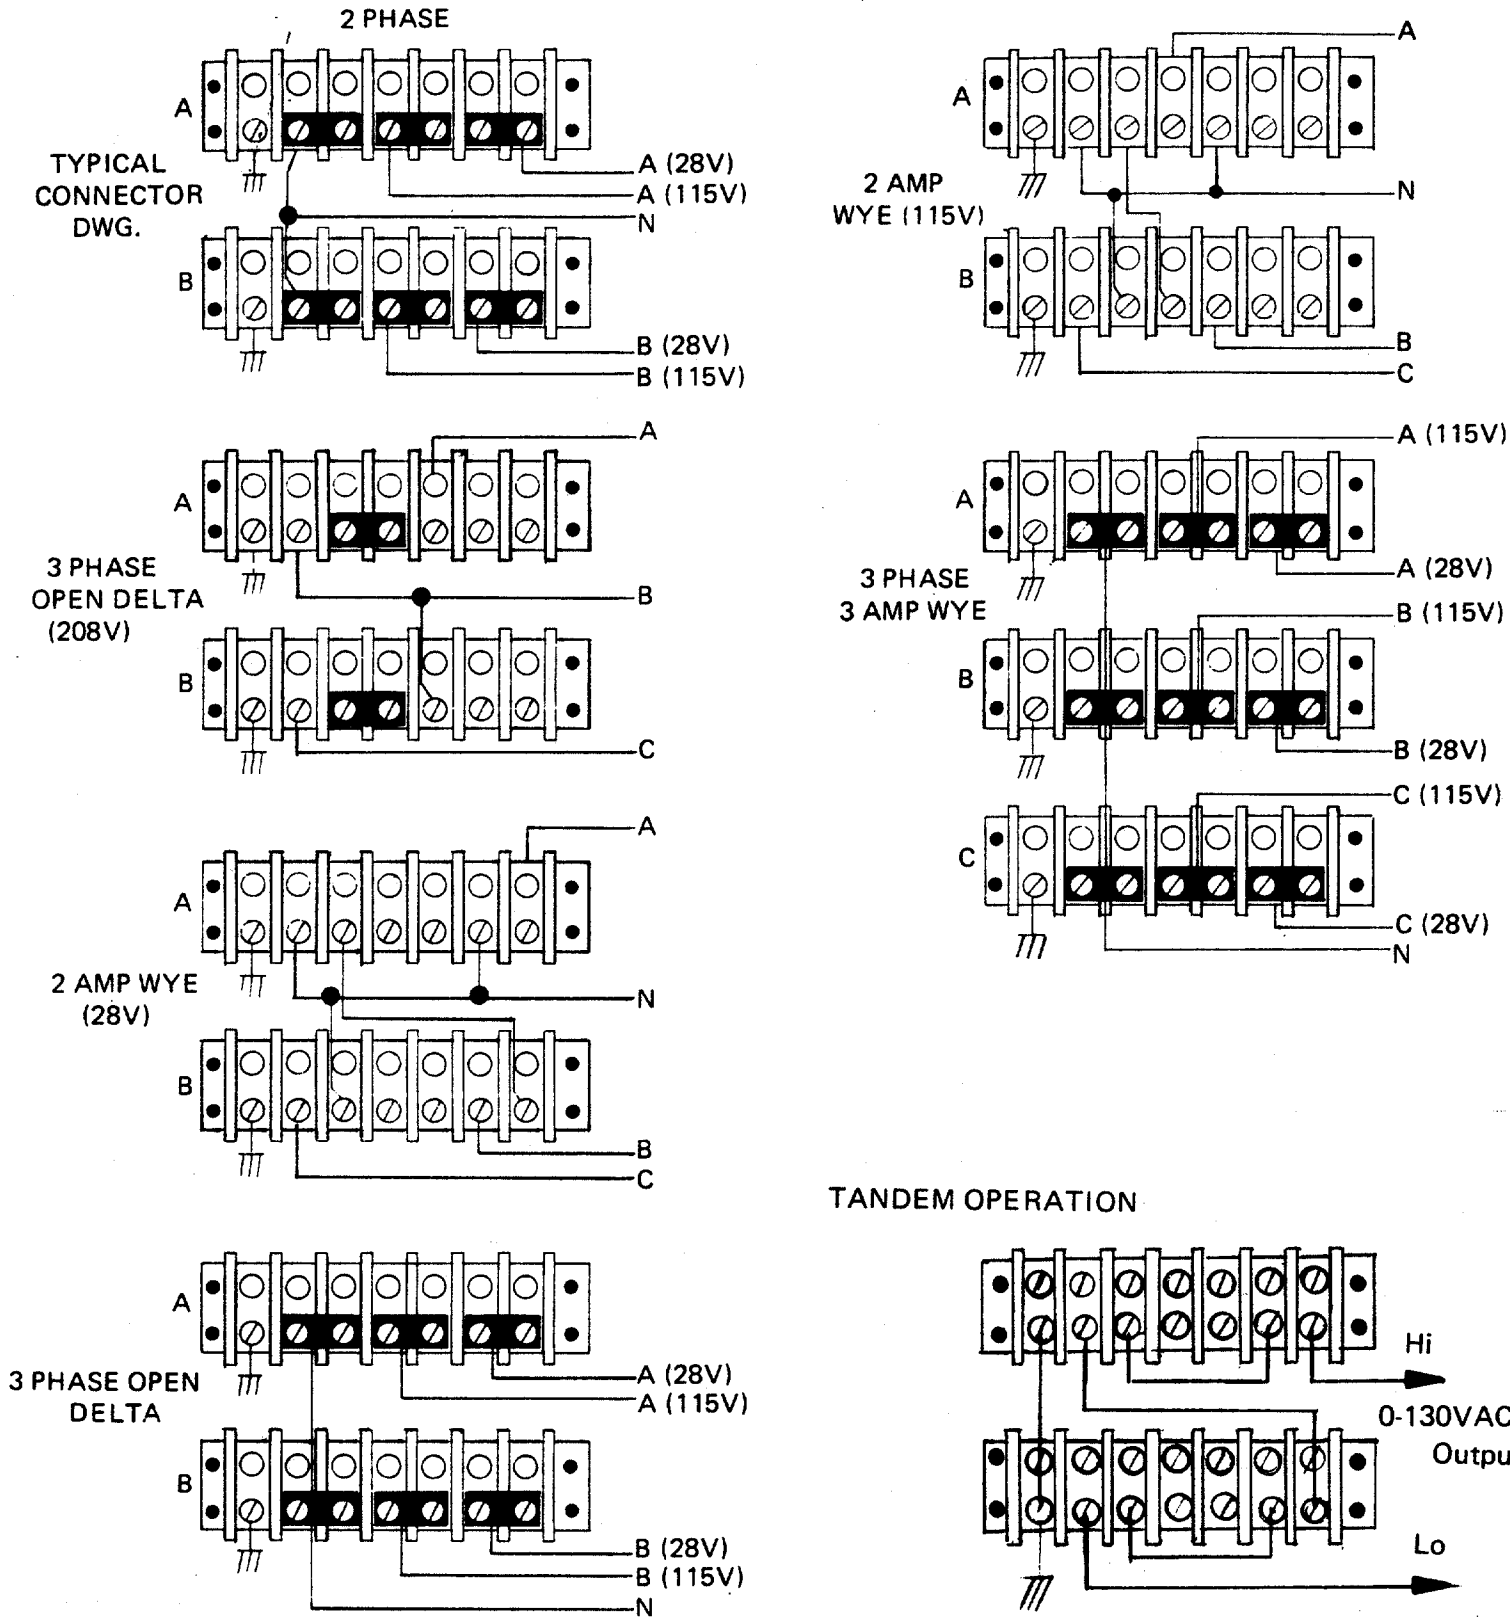 2 PHASE
TYPICAL
CONNECTOR
DWG.
A
A (28V)
A (115V)
N
B
B (28V)
B (115V)
3 PHASE
OPEN DELTA
(208V)
A
A
B
B
C
2 AMP WYE
(28V)
A
A
N
B
B
C
3 PHASE OPEN
DELTA
A
A (28V)
A (115V)
B
B (28V)
B (115V)
N
2 AMP
WYE (115V)
A
A
N
B
B
C
3 PHASE
3 AMP WYE
A (115V)
A
A (28V)
B (115V)
B
B (28V)
C (115V)
C
C (28V)
N
TANDEM OPERATION
Hi
0-130VAC
Outpu
Lo